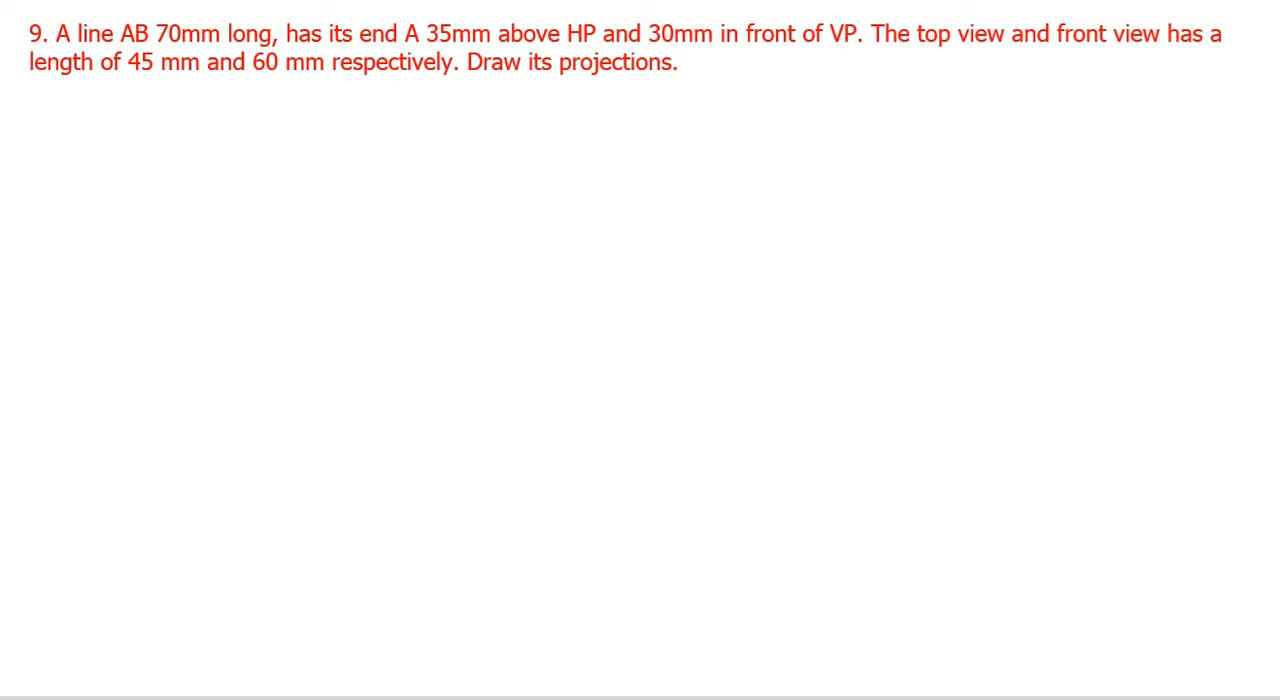 9. A line AB 70mm long, has its end A 35mm above HP and 30mm in front of VP. The top view and front view has a
length of 45 mm and 60 mm respectively. Draw its projections.